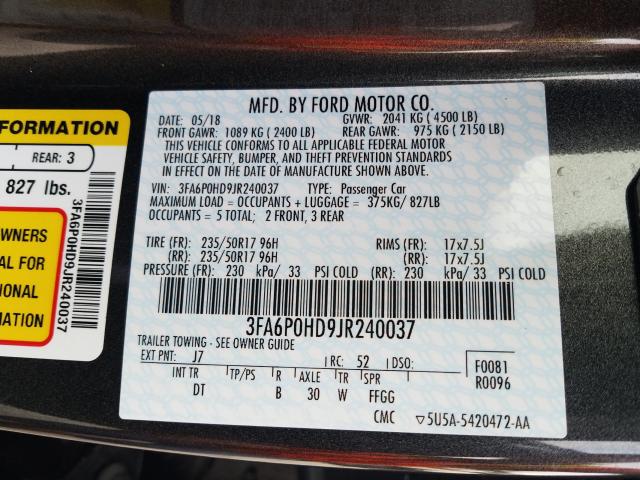 MFD. BY FORD MOTOR CO.
DATE: 05/18 GVWR: 2041 KG ( 4500 LB)
FRONT GAWR: 1089 KG ( 2400 LB) REAR GAWR: 975 KG ( 2150 LB)
THIS VEHICLE CONFORMS TO ALL APPLICABLE FEDERAL MOTOR
VEHICLE SAFETY, BUMPER, AND THEFT PREVENTION STANDARDS
IN EFFECT ON THE DATE OF MANUFACTURE SHOWN ABOVE.
VIN: 3FA6P0HD9JR240037 TYPE: Passenger Car
MAXIMUM LOAD = OCCUPANTS + LUGGAGE = 375KG/ 827LB
OCCUPANTS = 5 TOTAL; 2 FRONT, 3 REAR
TIRE (FR): 235/50R17 96H RIMS (FR): 17x7.5J
(RR): 235/50R17 96H (RR): 17x7.5J
PRESSURE (FR): 230 kPa/ 33 PSI COLD (RR): 230 kPa/ 33 PSI COLD
3FA6P0HD9JR240037
TRAILER TOWING - SEE OWNER GUIDE
EXT PNT: J7 RC: 52 DSO: F0081
R0096
INT TR TP/PS R AXLE TR SPR
DT B 30 W FFGG
CMC ▽5U5A-5420472-AA
FORMATION
REAR: 3
827 lbs.
OWNERS
AL FOR
IONAL
MATION
3FA6P0HD9JR240037